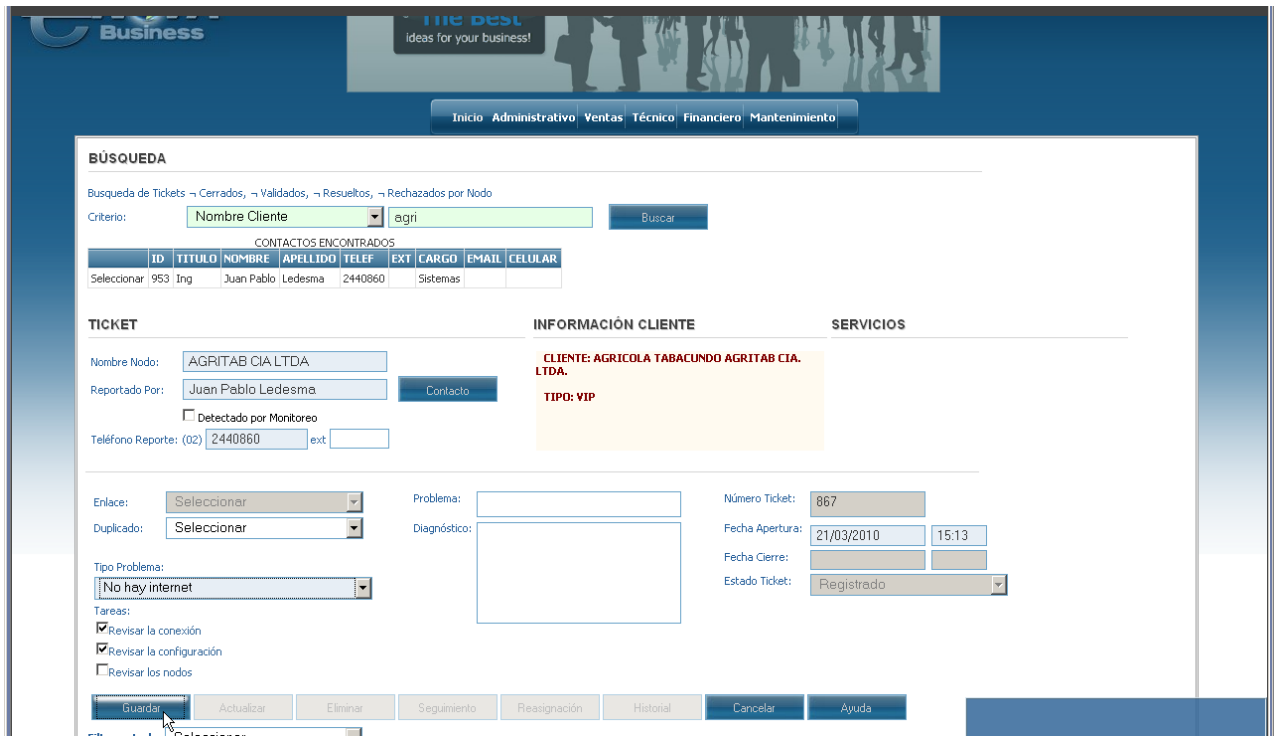 Business
The Best
ideas for your business!
Inicio Administrativo Ventas Técnico Financiero Mantenimiento
BÚSQUEDA
Busqueda de Tickets ¬ Cerrados, ¬ Validados, ¬ Resueltos, ¬ Rechazados por Nodo
Criterio: Nombre Cliente agri Buscar
CONTACTOS ENCONTRADOS
ID TITULO NOMBRE APELLIDO TELEF EXT CARGO EMAIL CELULAR
Seleccionar 953 Ing Juan Pablo Ledesma 2440860 Sistemas
TICKET INFORMACIÓN CLIENTE SERVICIOS
Nombre Nodo: AGRITAB CIA LTDA
CLIENTE: AGRICOLA TABACUNDO AGRITAB CIA.
LTDA.
Reportado Por: Juan Pablo Ledesma Contacto
TIPO: VIP
Detectado por Monitoreo
Teléfono Reporte: (02) 2440860 ext
Enlace: Seleccionar Problema: Número Ticket: 867
Duplicado: Seleccionar Diagnóstico: Fecha Apertura: 21/03/2010 15:13
Fecha Cierre:
Tipo Problema: Estado Ticket: Registrado
No hay internet
Tareas:
Revisar la conexión
Revisar la configuración
Revisar los nodos
Guardar Actualizar Eliminar Seguimiento Reasignación Historial Cancelar Ayuda
Seleccionar